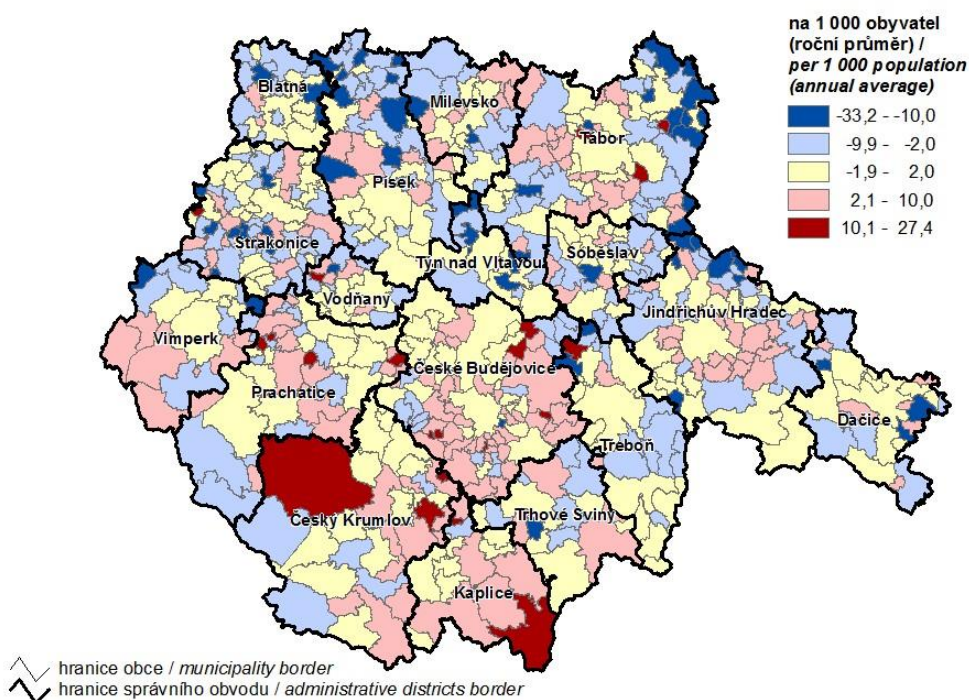 na 1 000 obyvatel
(roční průměr) /
per 1 000 population
(annual average)
-33,2 - -10,0
-9,9 - -2,0
-1,9 - 2,0
2,1 - 10,0
10,1 - 27,4
Blatná
Milevsko
Tábor
Písek
Strakonice
Týn nad Vltavou
Soběslav
Vodňany
Jindřichův Hradec
Vimperk
České Budějovice
Prachatice
Dačice
Třeboň
Český Krumlov
Trhové Sviny
Kaplice
hranice obce / municipality border
hranice správního obvodu / administrative districts border